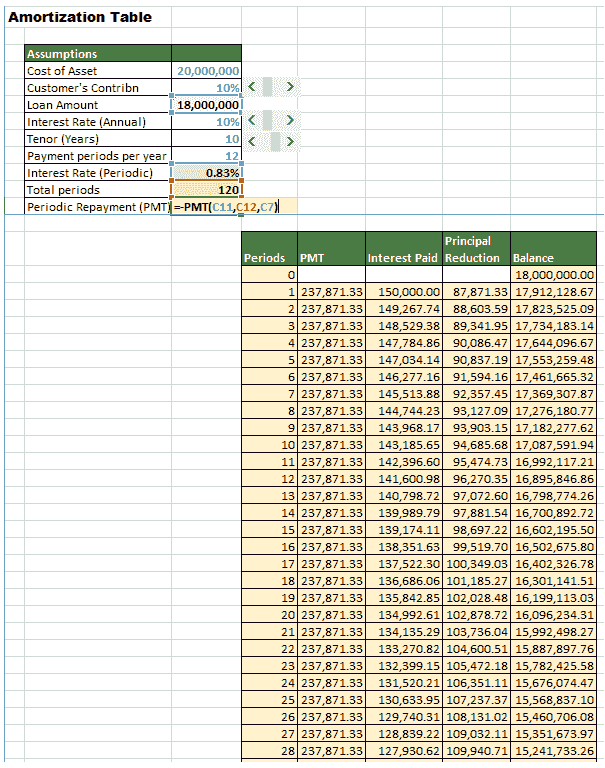 Amortization Table
Assumptions
Cost of Asset 20,000,000
Customer's Contribn 10%
Loan Amount 18,000,000
Interest Rate (Annual) 10%
Tenor (Years) 10
Payment periods per year 12
Interest Rate (Periodic) 0.83%
Total periods 120
Periodic Repayment (PMT) =-PMT(C11,C12,C7)
Principal
Periods PMT Interest Paid Reduction Balance
0 18,000,000.00
1 237,871.33 150,000.00 87,871.33 17,912,128.67
2 237,871.33 149,267.74 88,603.59 17,823,525.09
3 237,871.33 148,529.38 89,341.95 17,734,183.14
4 237,871.33 147,784.86 90,086.47 17,644,096.67
5 237,871.33 147,034.14 90,837.19 17,553,259.48
6 237,871.33 146,277.16 91,594.16 17,461,665.32
7 237,871.33 145,513.88 92,357.45 17,369,307.87
8 237,871.33 144,744.23 93,127.09 17,276,180.77
9 237,871.33 143,968.17 93,903.15 17,182,277.62
10 237,871.33 143,185.65 94,685.68 17,087,591.94
11 237,871.33 142,396.60 95,474.73 16,992,117.21
12 237,871.33 141,600.98 96,270.35 16,895,846.86
13 237,871.33 140,798.72 97,072.60 16,798,774.26
14 237,871.33 139,989.79 97,881.54 16,700,892.72
15 237,871.33 139,174.11 98,697.22 16,602,195.50
16 237,871.33 138,351.63 99,519.70 16,502,675.80
17 237,871.33 137,522.30 100,349.03 16,402,326.78
18 237,871.33 136,686.06 101,185.27 16,301,141.51
19 237,871.33 135,842.85 102,028.48 16,199,113.03
20 237,871.33 134,992.61 102,878.72 16,096,234.31
21 237,871.33 134,135.29 103,736.04 15,992,498.27
22 237,871.33 133,270.82 104,600.51 15,887,897.76
23 237,871.33 132,399.15 105,472.18 15,782,425.58
24 237,871.33 131,520.21 106,351.11 15,676,074.47
25 237,871.33 130,633.95 107,237.37 15,568,837.10
26 237,871.33 129,740.31 108,131.02 15,460,706.08
27 237,871.33 128,839.22 109,032.11 15,351,673.97
28 237,871.33 127,930.62 109,940.71 15,241,733.26